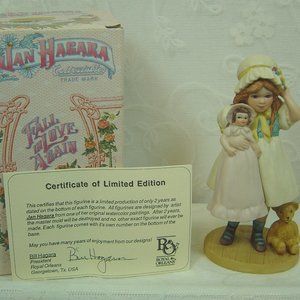 JAN HAGARA
Collectables
TRADE MARK
FALL
IN LOVE
AGAIN
Certificate of Limited Edition
This certifies that this figurine is a limited production of only 2 years as
stated on the bottom of each figurine. All figurines are designed by artist
Jan Hagara from one of her original watercolor paintings. After 2 years,
the master mold will be destroyed and no other exact figurine will ever be
made again. Each figurine comes with its own number on the bottom of
the base.
May you have many years of enjoyment from our designs!
Bill Hagara
President
Royal Orleans
Georgetown, Tx, USA
Bill Hagara
RO
ROYAL ORLEANS